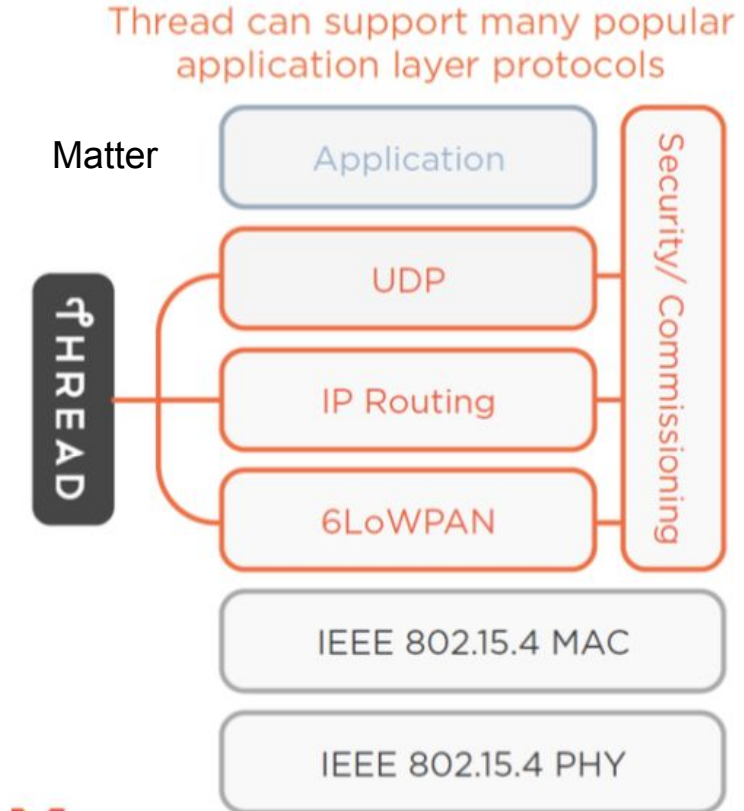 Thread can support many popular
application layer protocols
Matter
Application
Security/ Commissioning
UDP
THREAD
IP Routing
6LoWPAN
IEEE 802.15.4 MAC
IEEE 802.15.4 PHY